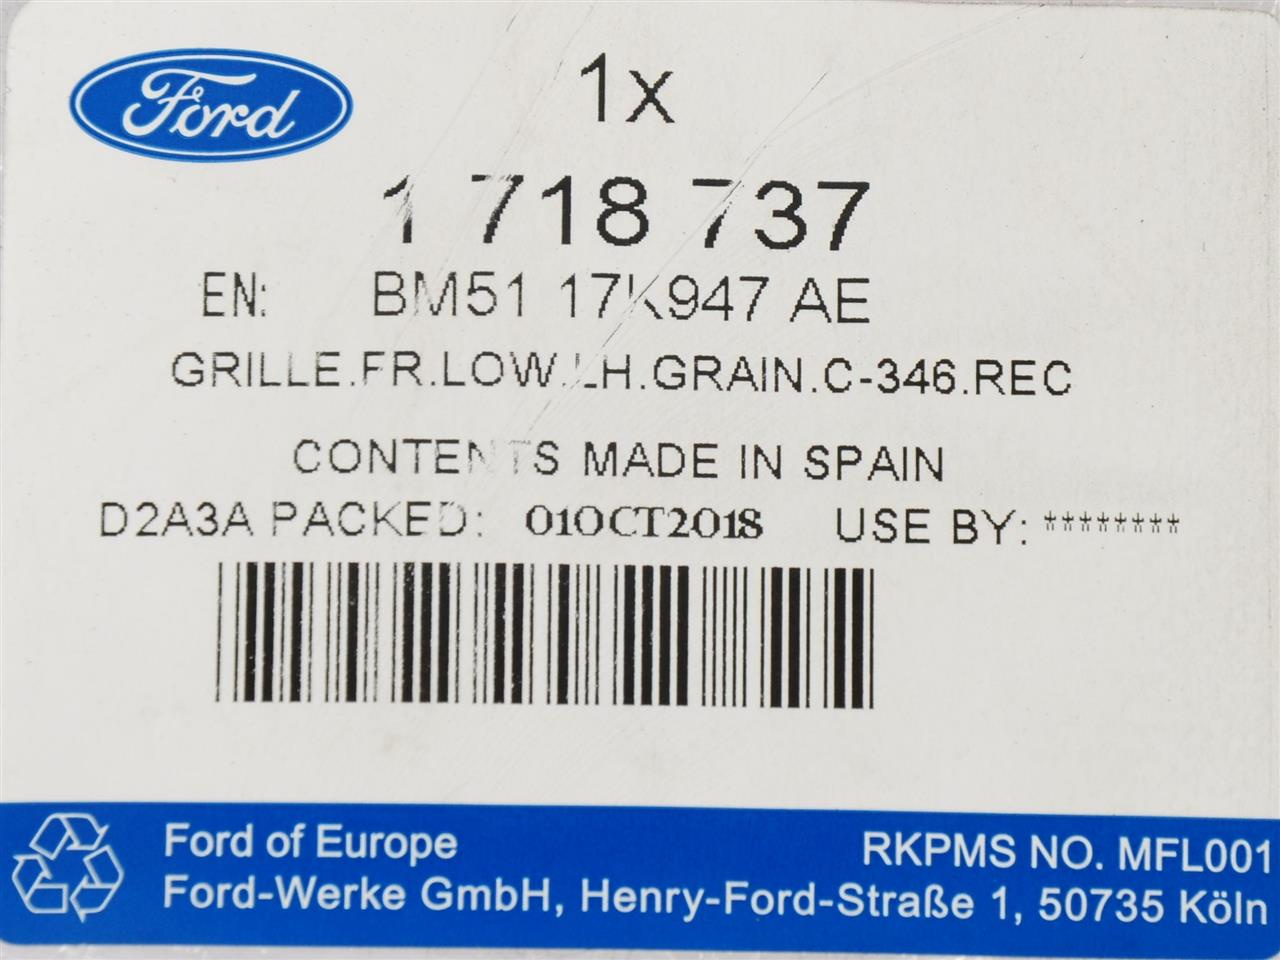 Ford
1x
1 718 737
EN: BM51 17K947 AE
GRILLE.FR.LOW.LH.GRAIN.C-346.REC
CONTENTS MADE IN SPAIN
D2A3A PACKED: 01OCT2018 USE BY: ********
Ford of Europe RKPMS NO. MFL001
Ford-Werke GmbH, Henry-Ford-Straße 1, 50735 Köln